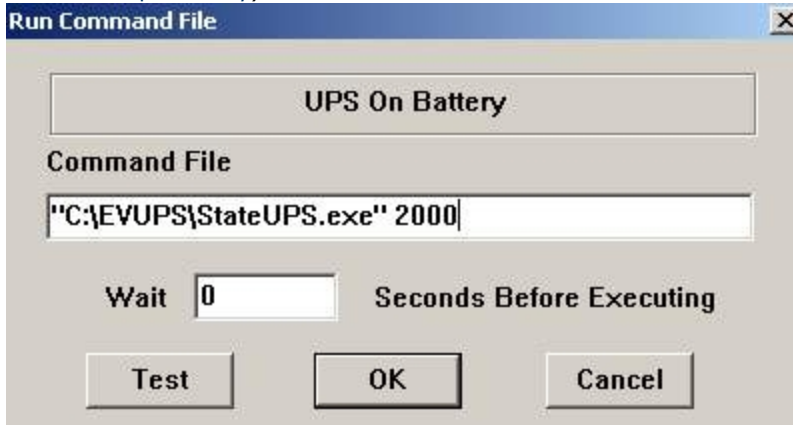 Run Command File
UPS On Battery
Command File
"C:\EVUPS\StateUPS.exe" 2000
Wait 0 Seconds Before Executing
Test OK Cancel